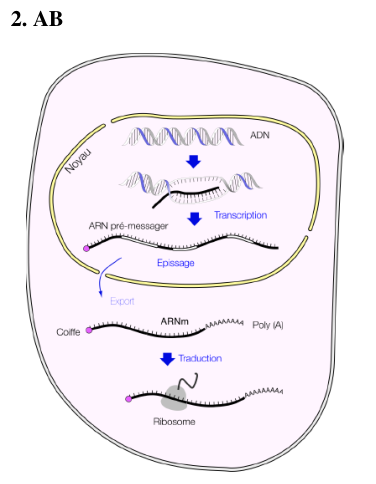 2. AB
ADN
Noyau
Transcription
ARN pré-messager
Epissage
Export
ARNm
Coiffe
Poly (A)
Traduction
Ribosome